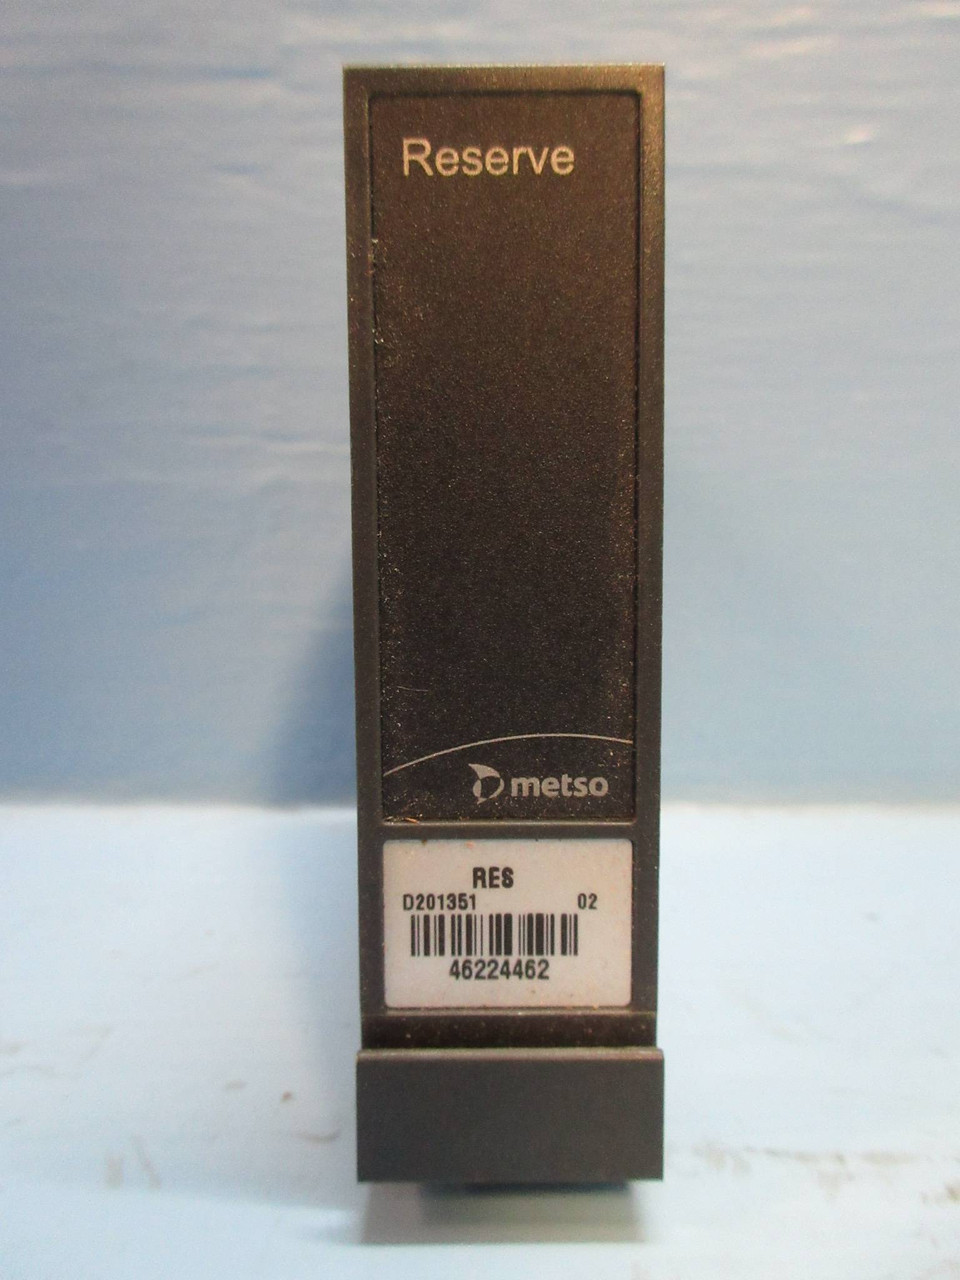 Reserve
metso
RES
D201351 02
46224462